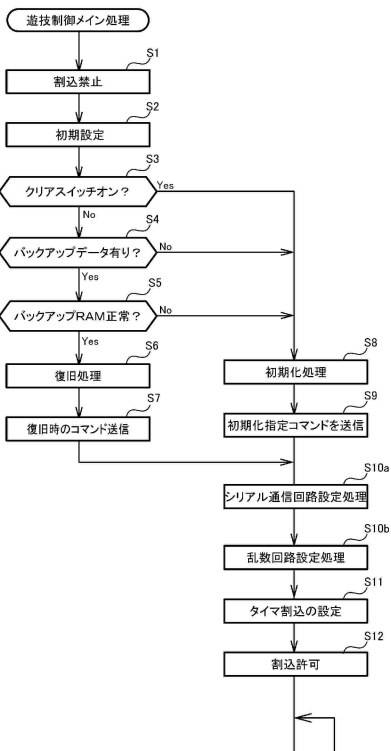 遊技制御メイン処理
S1
割込禁止
S2
初期設定
S3
クリアスイッチオン？
Yes
No
S4
バックアップデータ有り？
No
Yes
S5
バックアップRAM正常？
No
Yes
S6
復旧処理
S7
復旧時のコマンド送信
S8
初期化処理
S9
初期化指定コマンドを送信
S10a
シリアル通信回路設定処理
S10b
乱数回路設定処理
S11
タイマ割込の設定
S12
割込許可